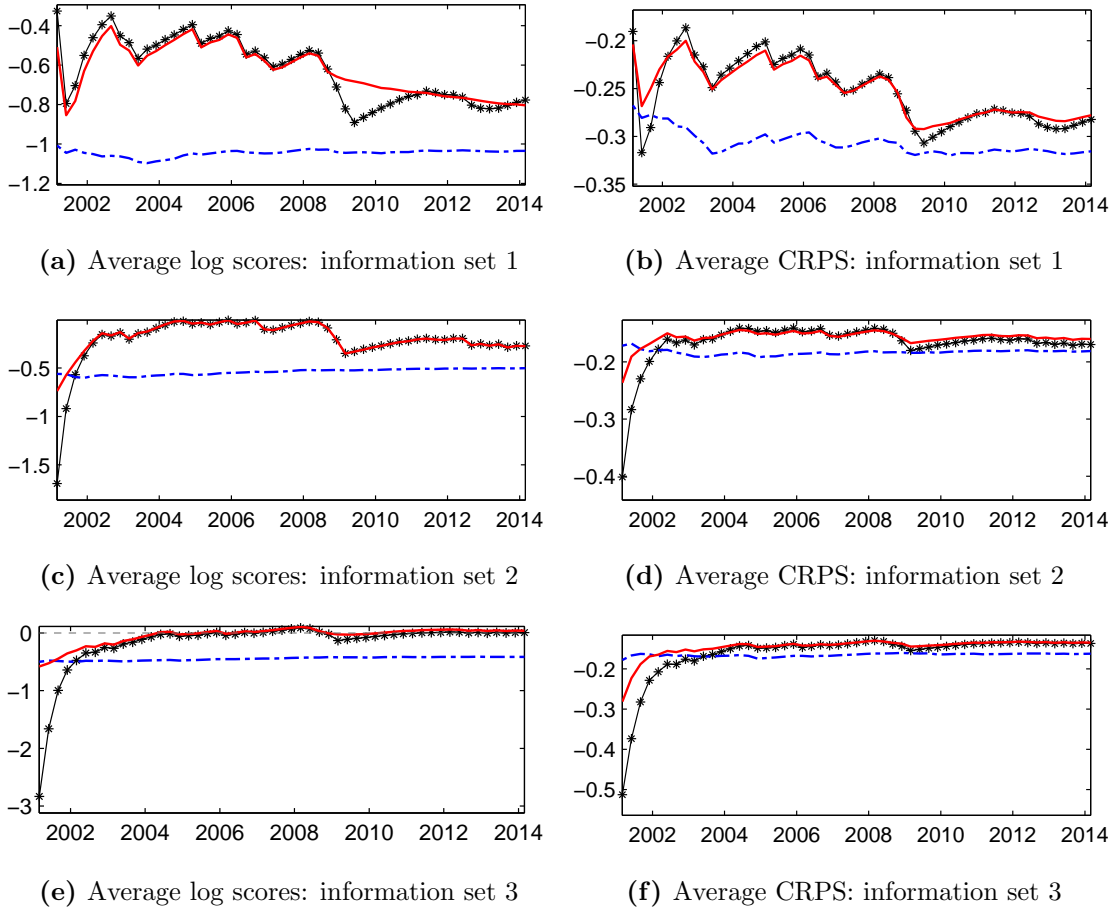 −0.4
−0.6
−0.8
−1
−1.2
2002 2004 2006 2008 2010 2012 2014
(a) Average log scores: information set 1
−0.2
−0.25
−0.3
−0.35
2002 2004 2006 2008 2010 2012 2014
(b) Average CRPS: information set 1
−0.5
−1
−1.5
2002 2004 2006 2008 2010 2012 2014
(c) Average log scores: information set 2
−0.2
−0.3
−0.4
2002 2004 2006 2008 2010 2012 2014
(d) Average CRPS: information set 2
0
−1
−2
−3
2002 2004 2006 2008 2010 2012 2014
(e) Average log scores: information set 3
−0.2
−0.3
−0.4
−0.5
2002 2004 2006 2008 2010 2012 2014
(f) Average CRPS: information set 3